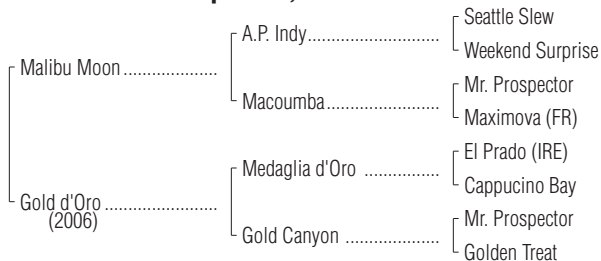 Seattle Slew
A.P. Indy....................................
Weekend Surprise
Malibu Moon .....................
Mr. Prospector
Macoumba..............................
Maximova (FR)
El Prado (IRE)
Medaglia d'Oro .................
Cappucino Bay
Gold d'Oro .........................
(2006)
Mr. Prospector
Gold Canyon .....................
Golden Treat